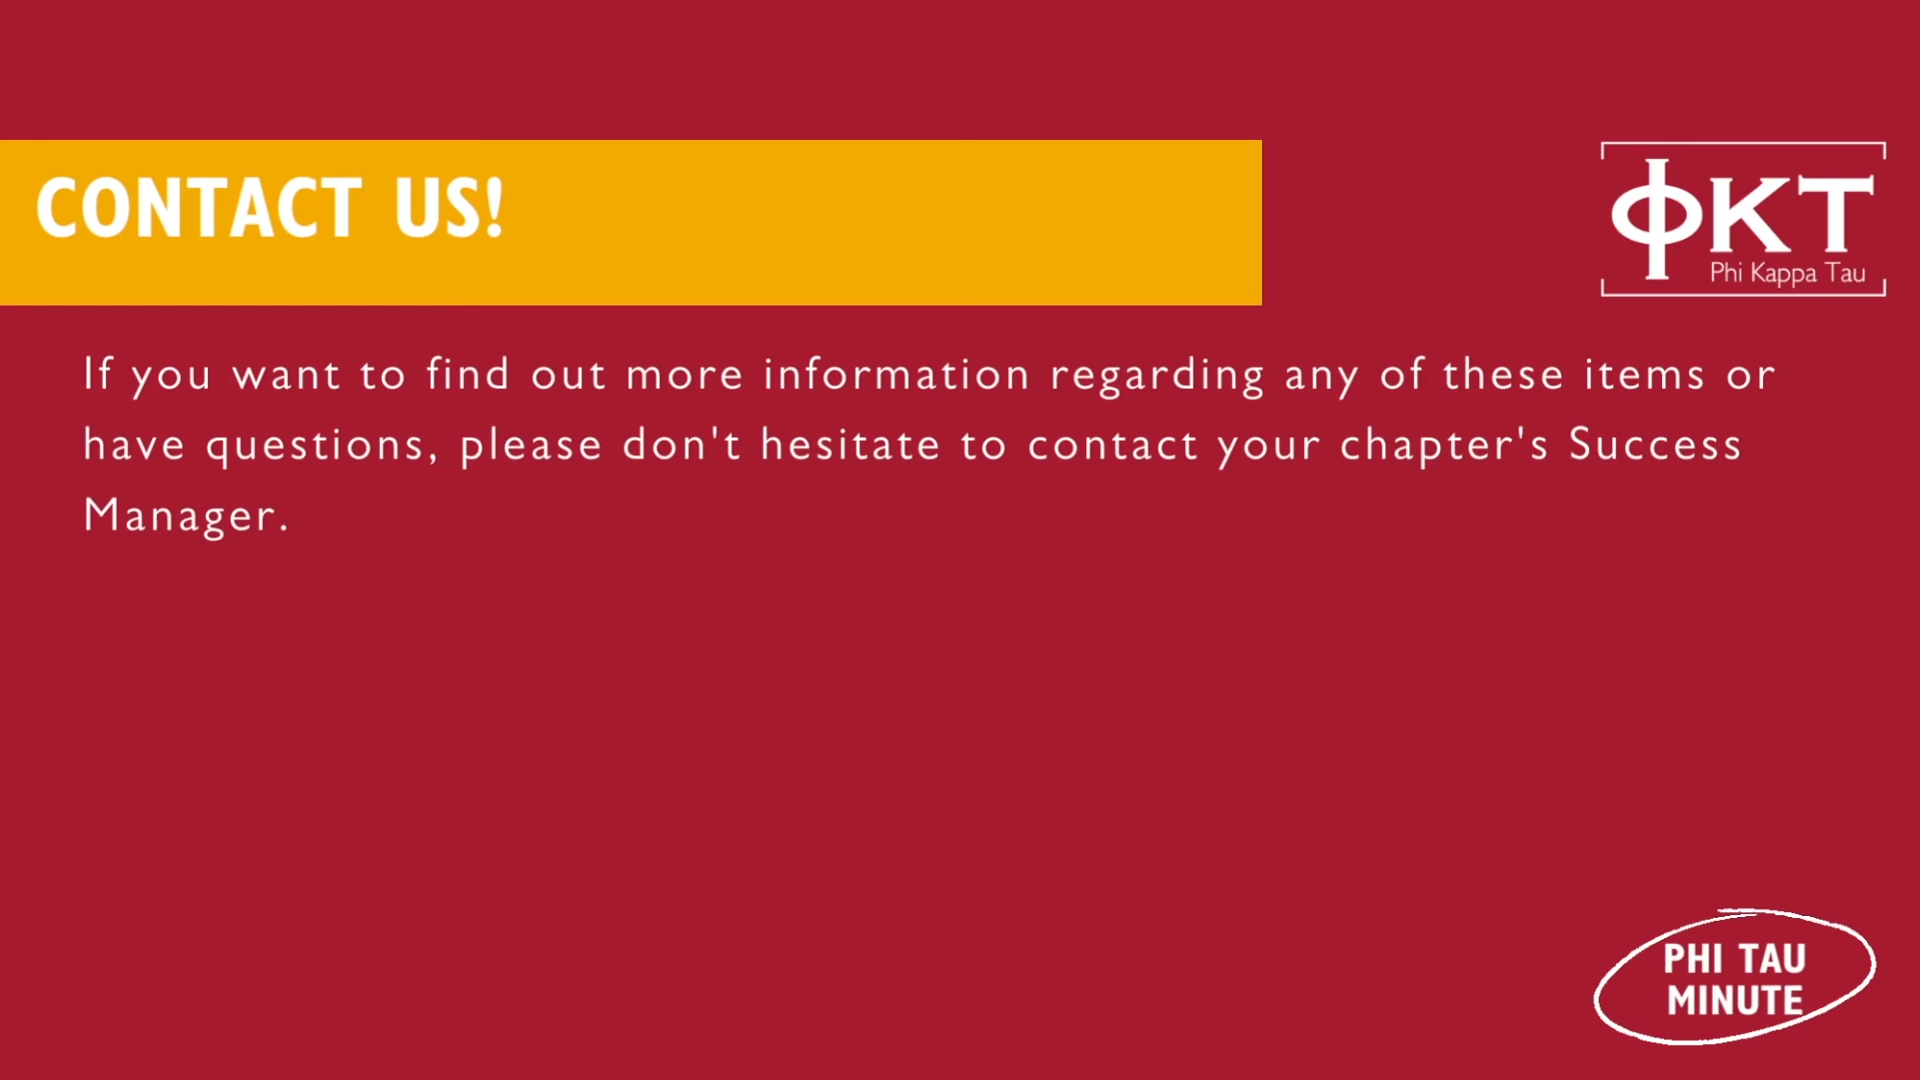 CONTACT US!
ΦΚΤ
Phi Kappa Tau
If you want to find out more information regarding any of these items or
have questions, please don't hesitate to contact your chapter's Success
Manager.
PHI TAU
MINUTE